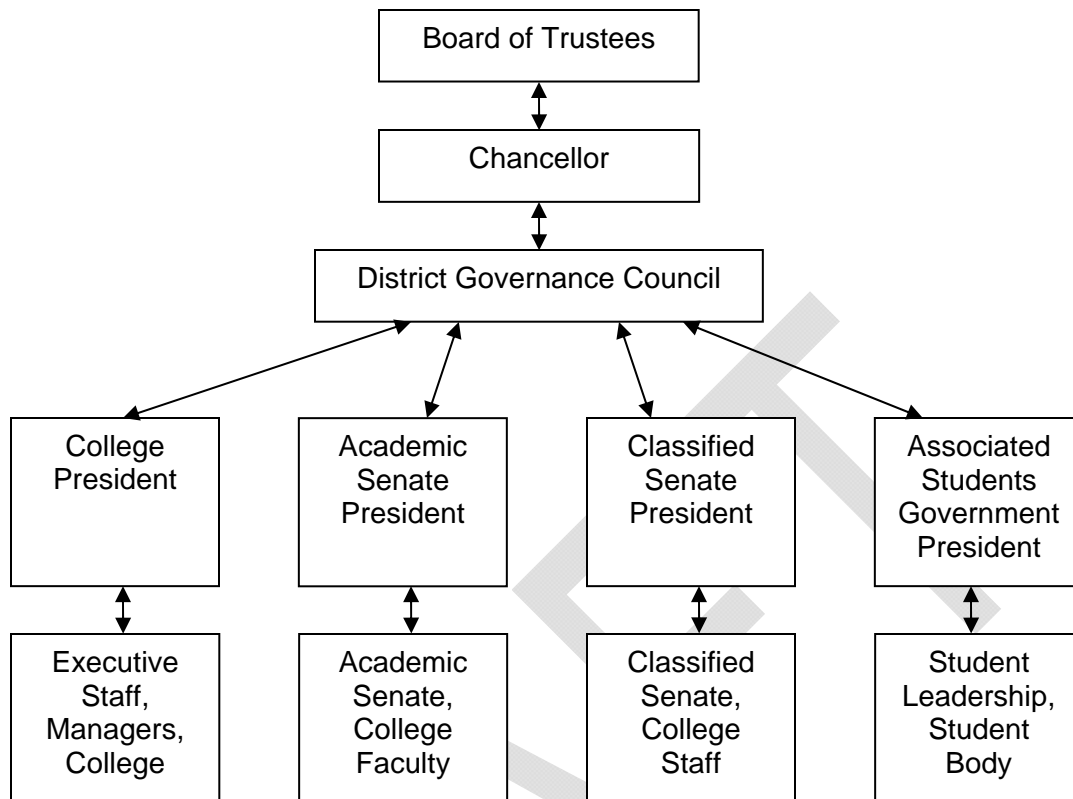 Board of Trustees
Chancellor
District Governance Council
College
President
Academic
Senate
President
Classified
Senate
President
Associated
Students
Government
President
Executive
Staff,
Managers,
College
Academic
Senate,
College
Faculty
Classified
Senate,
College
Staff
Student
Leadership,
Student
Body